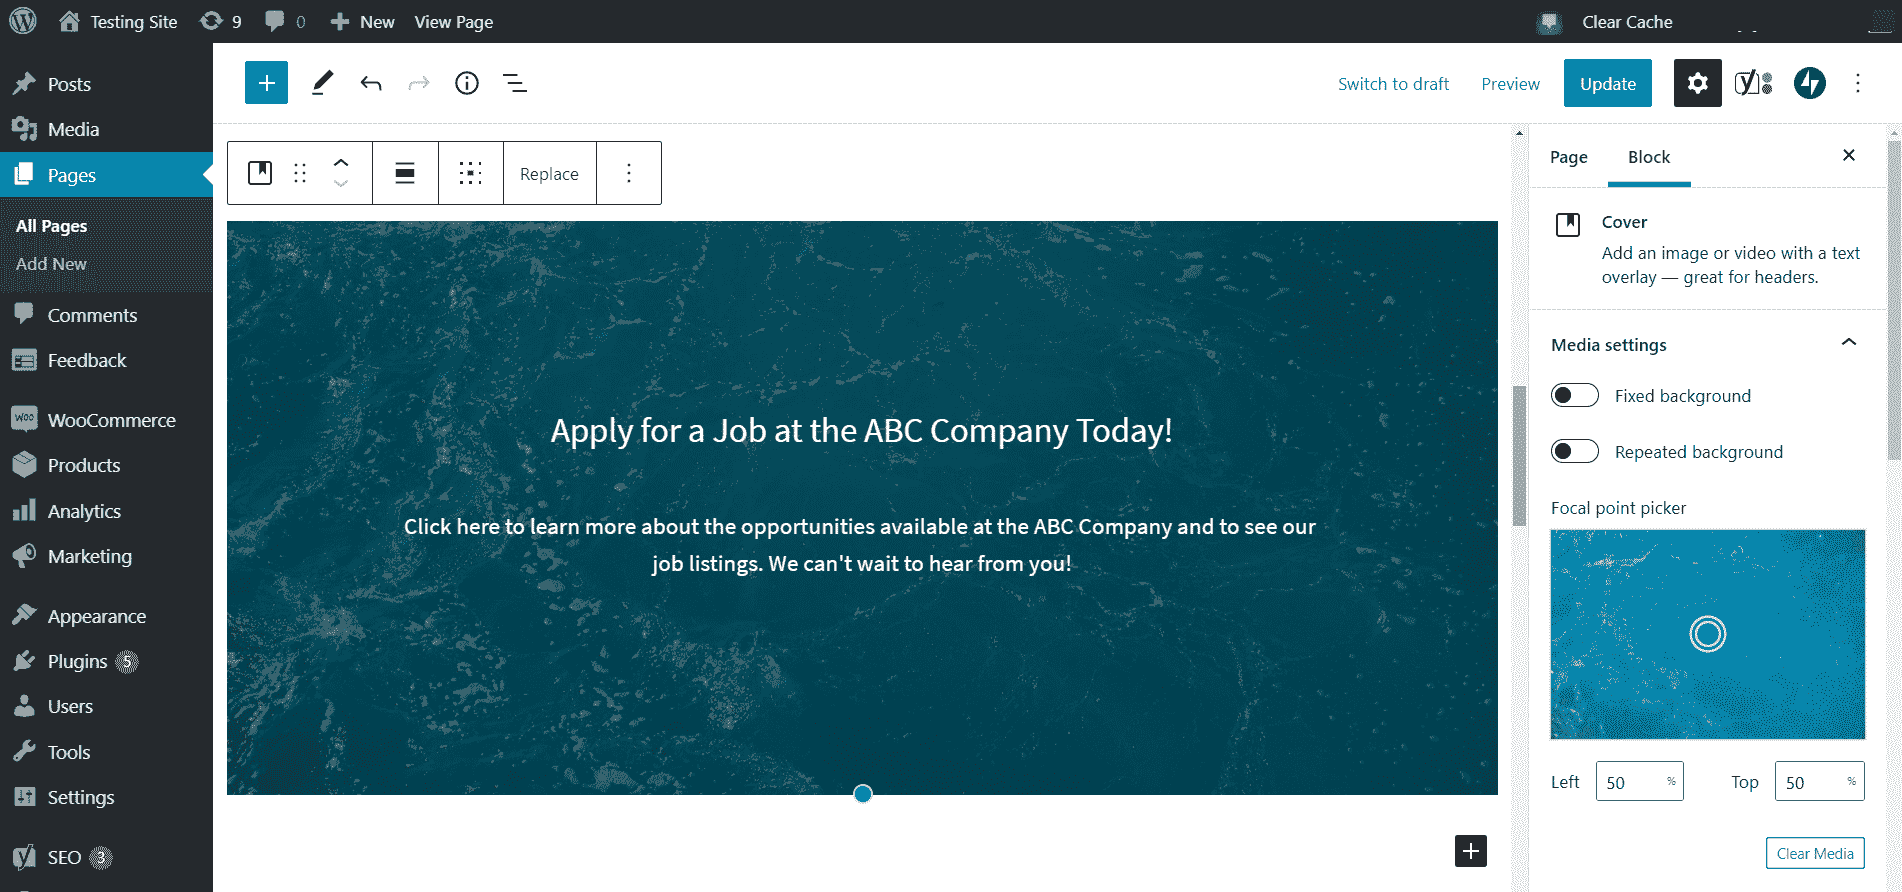 Testing Site 9 0 New View Page Clear Cache
Posts
Media
Pages
All Pages
Add New
Comments
Feedback
WooCommerce
Products
Analytics
Marketing
Appearance
Plugins 5
Users
Tools
Settings
SEO 3
Switch to draft Preview Update
Replace
Apply for a Job at the ABC Company Today!
Click here to learn more about the opportunities available at the ABC Company and to see our
job listings. We can't wait to hear from you!
Page Block
Cover
Add an image or video with a text
overlay — great for headers.
Media settings
Fixed background
Repeated background
Focal point picker
Left 50 % Top 50 %
Clear Media